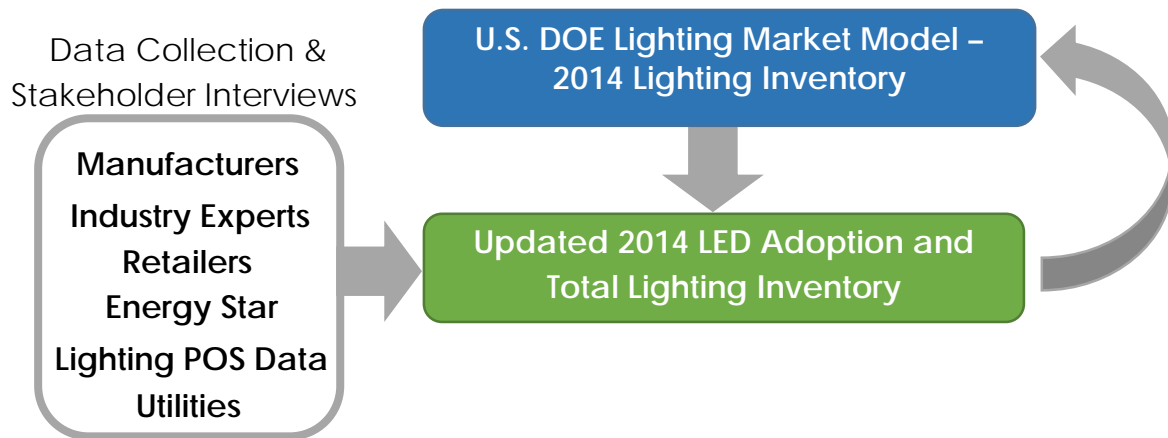 Data Collection &
Stakeholder Interviews
Manufacturers
Industry Experts
Retailers
Energy Star
Lighting POS Data
Utilities
U.S. DOE Lighting Market Model –
2014 Lighting Inventory
Updated 2014 LED Adoption and
Total Lighting Inventory